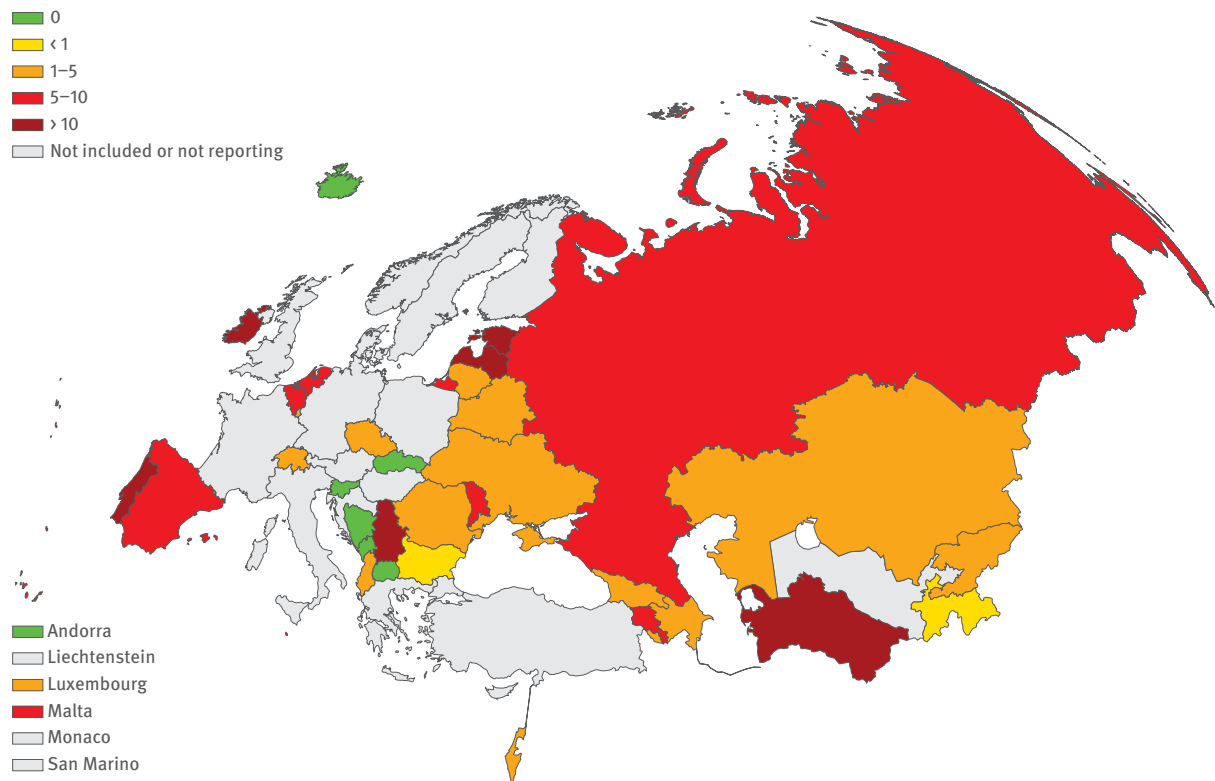 0
‹ 1
1–5
5–10
› 10
Not included or not reporting
Andorra
Liechtenstein
Luxembourg
Malta
Monaco
San Marino